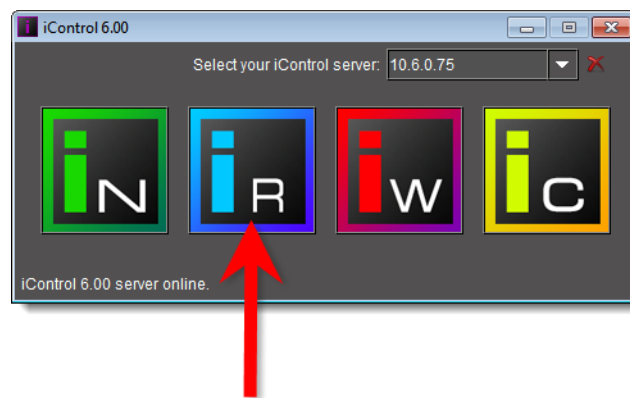 iControl 6.00
Select your iControl server: 10.6.0.75
iN iR iW iC
iControl 6.00 server online.